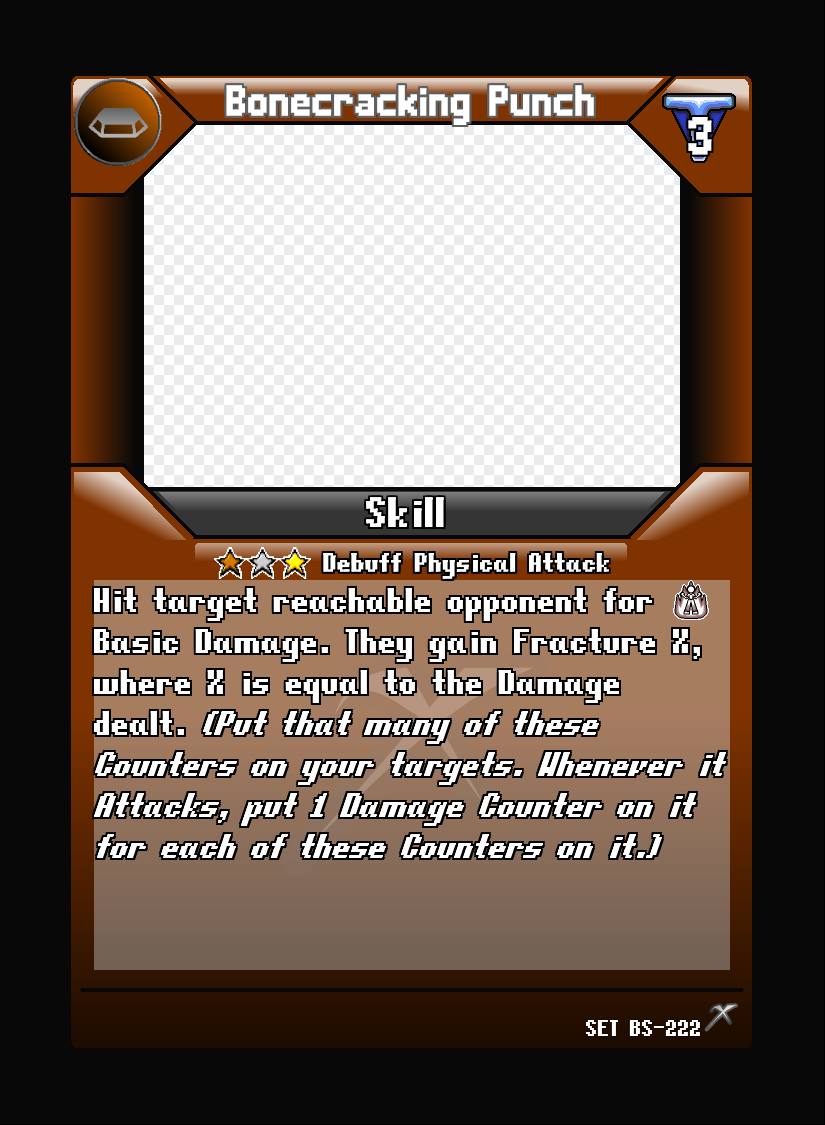 Bonecracking Punch
3
Skill
Debuff Physical Attack
Hit target reachable opponent for
Basic Damage. They gain Fracture X,
where X is equal to the Damage
dealt. (Put that many of these
Counters on your targets. Whenever it
Attacks, put 1 Damage Counter on it
for each of these Counters on it.)
SET BS-222